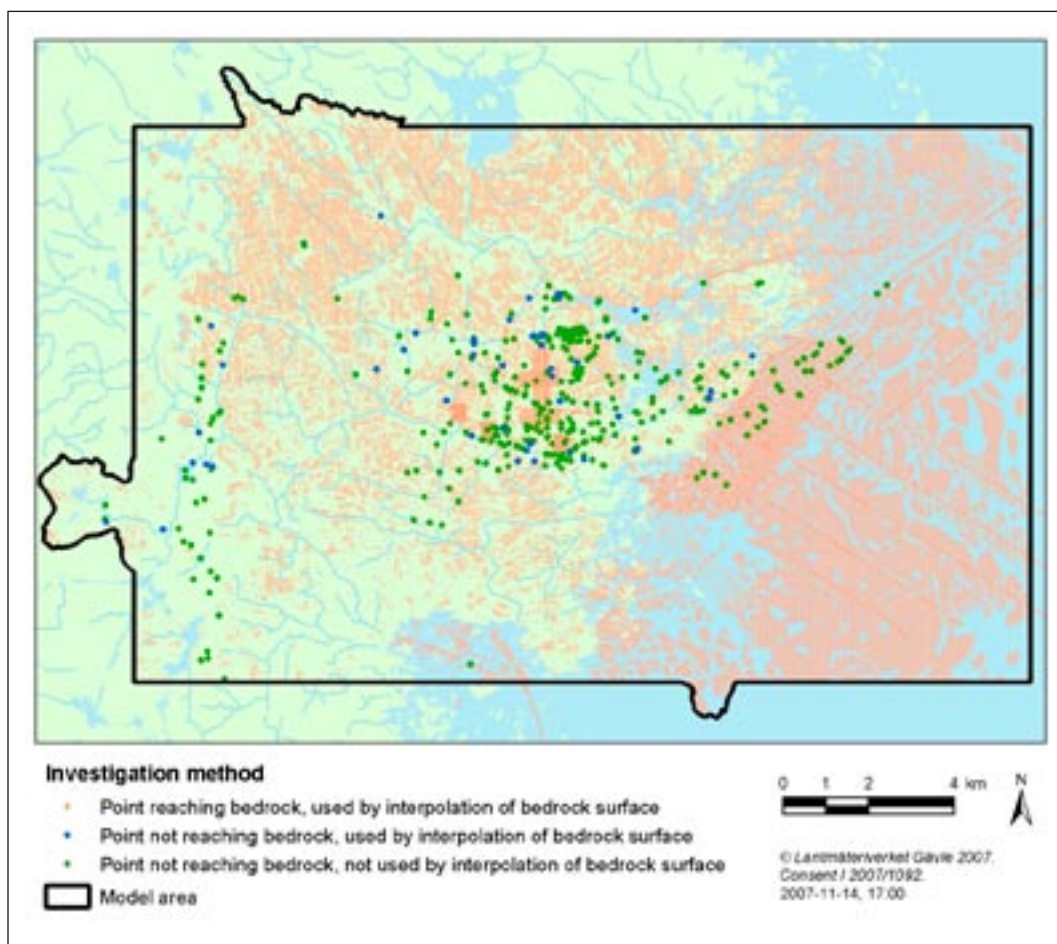 Investigation method
Point reaching bedrock, used by interpolation of bedrock surface
Point not reaching bedrock, used by interpolation of bedrock surface
Point not reaching bedrock, not used by interpolation of bedrock surface
Model area
0 1 2 4 km
N
© Lantmäteriverket Gävle 2007.
Consent I 2007/1092.
2007-11-14, 17:00